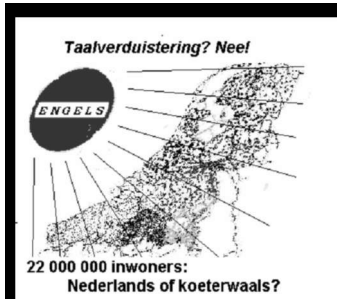 Taalverduistering? Nee!
ENGELS
22 000 000 inwoners:
Nederlands of koeterwaals?